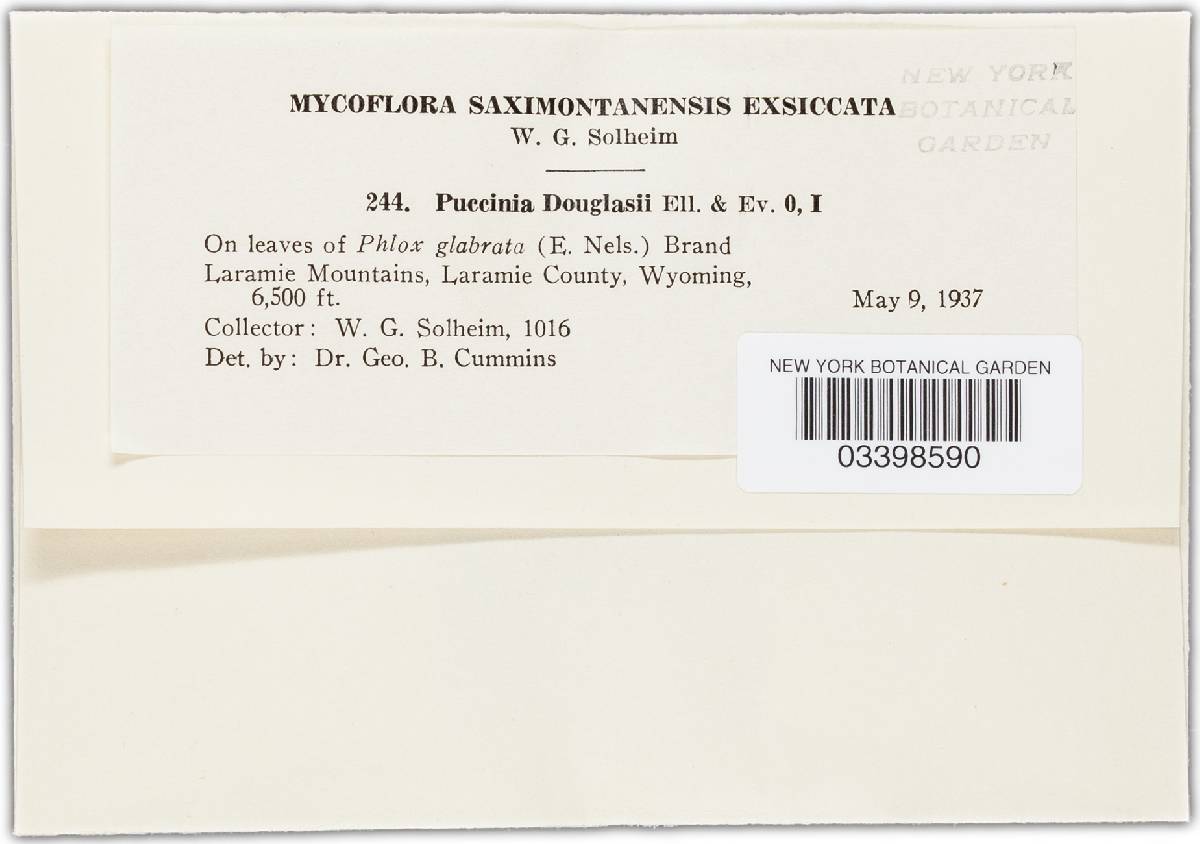 NEW YORK
BOTANICAL
GARDEN
MYCOFLORA SAXIMONTANENSIS EXSICCATA
W. G. Solheim
244. Puccinia Douglasii Ell. & Ev. 0, I
On leaves of Phlox glabrata (E. Nels.) Brand
Laramie Mountains, Laramie County, Wyoming,
6,500 ft. May 9, 1937
Collector: W. G. Solheim, 1016
Det. by: Dr. Geo. B. Cummins
NEW YORK BOTANICAL GARDEN
03398590